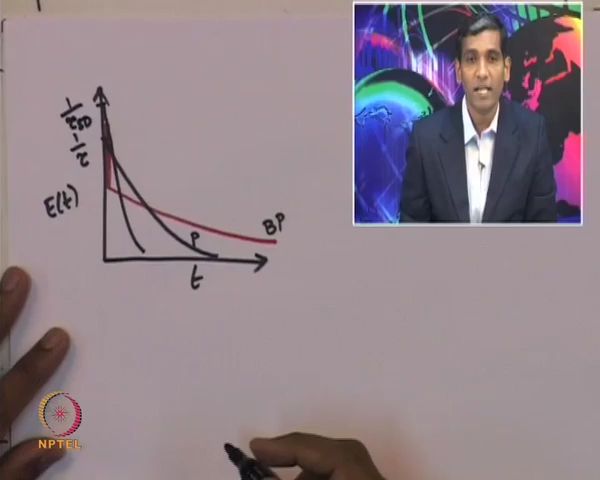 1/τSD
1/τ
E(t)
P
BP
t
NPTEL